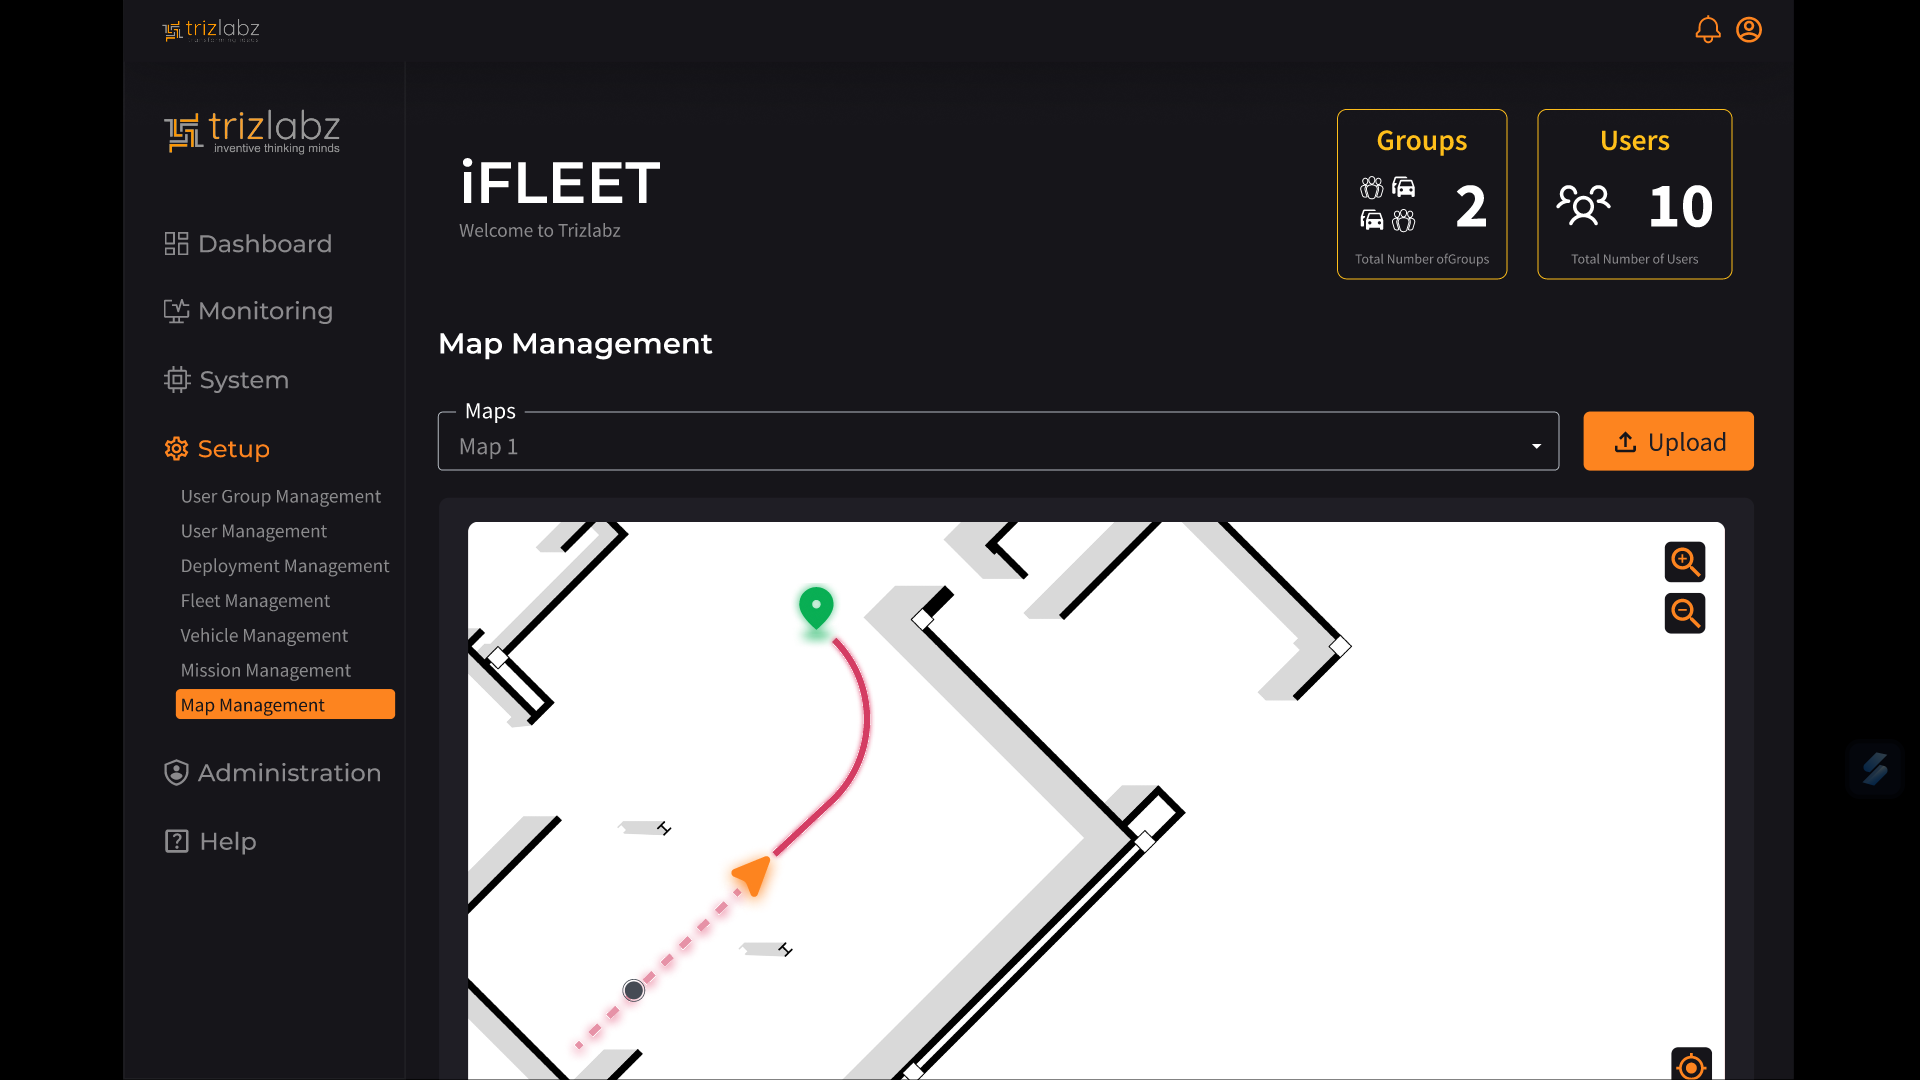 trizlabz
trizlabz
inventive thinking minds
Dashboard
Monitoring
System
Setup
User Group Management
User Management
Deployment Management
Fleet Management
Vehicle Management
Mission Management
Map Management
Administration
Help
iFLEET
Welcome to Trizlabz
Groups
2
Total Number ofGroups
Users
10
Total Number of Users
Map Management
Maps
Map 1
Upload